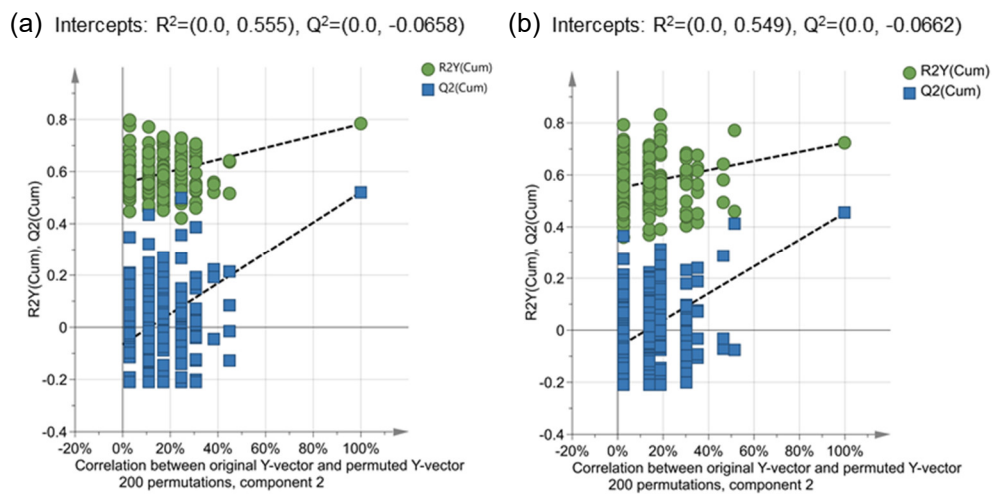 (a) Intercepts: R²=(0.0, 0.555), Q²=(0.0, -0.0658)
R2Y(Cum)
Q2(Cum)
R2Y(Cum), Q2(Cum)
0.8
0.6
0.4
0.2
0
-0.2
-0.4
-20% 0% 20% 40% 60% 80% 100%
Correlation between original Y-vector and permuted Y-vector
200 permutations, component 2
(b) Intercepts: R²=(0.0, 0.549), Q²=(0.0, -0.0662)
R2Y(Cum)
Q2(Cum)
R2Y(Cum), Q2(Cum)
0.8
0.6
0.4
0.2
0
-0.2
-0.4
-20% 0% 20% 40% 60% 80% 100%
Correlation between original Y-vector and permuted Y-vector
200 permutations, component 2